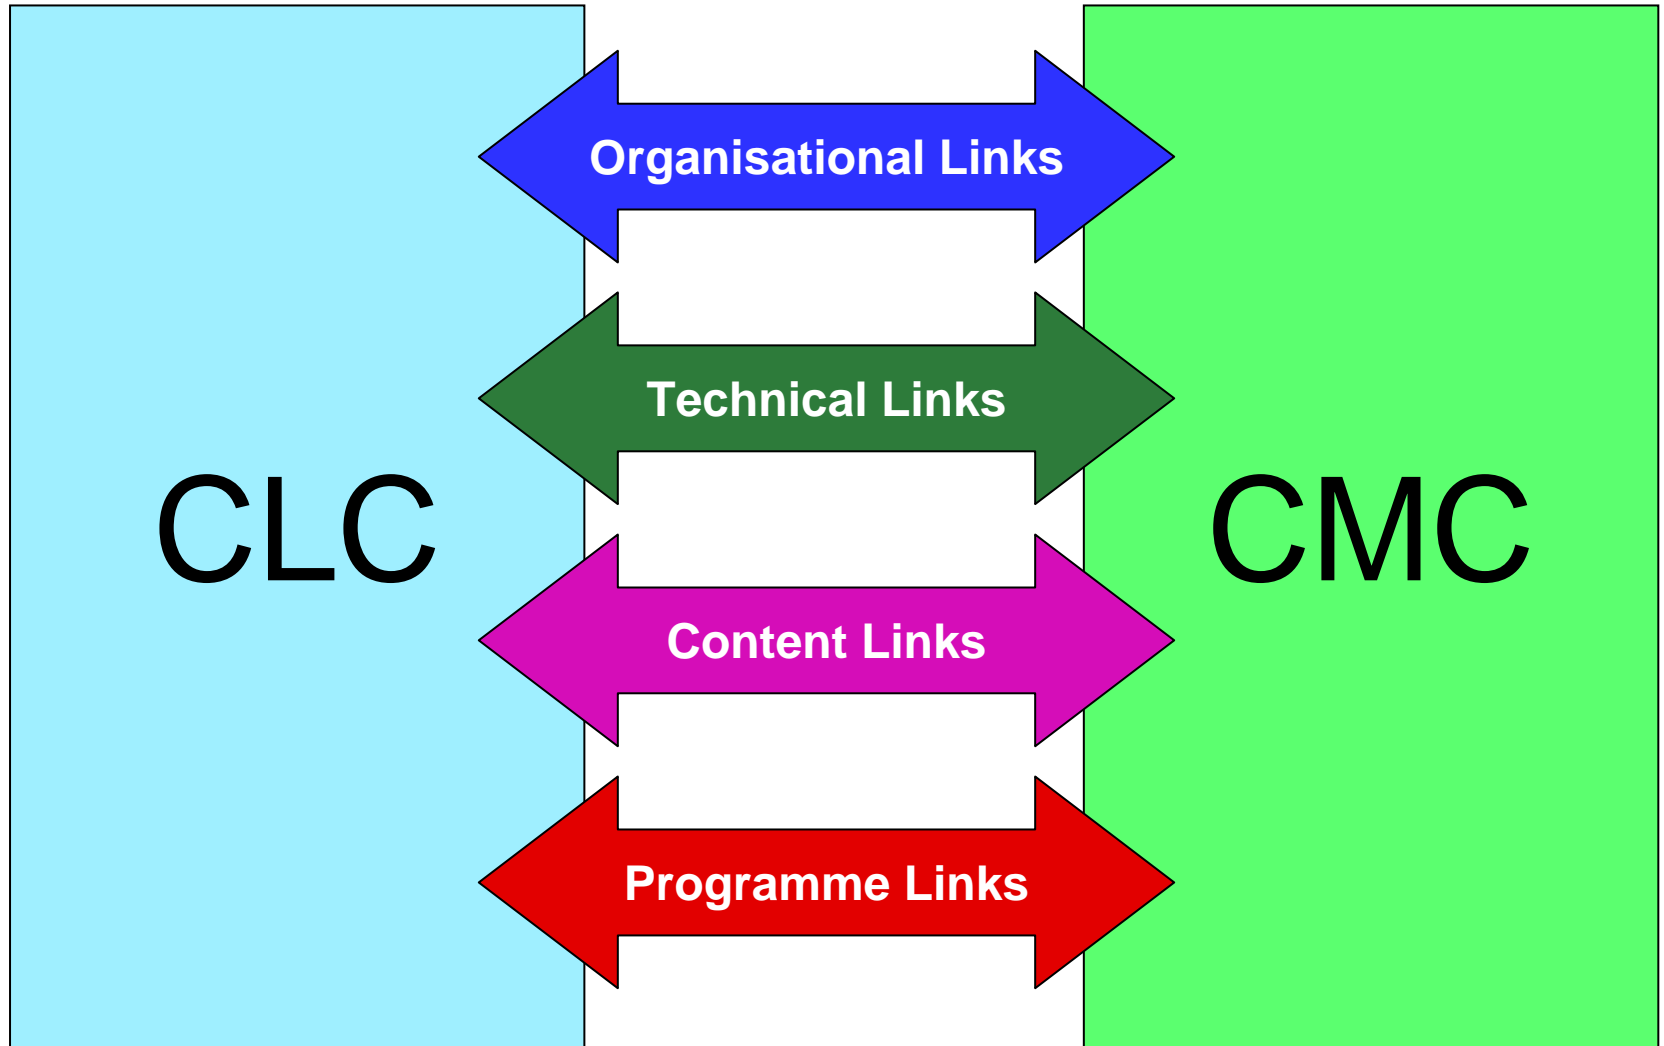 Organisational Links
Technical Links
CLC
CMC
Content Links
Programme Links